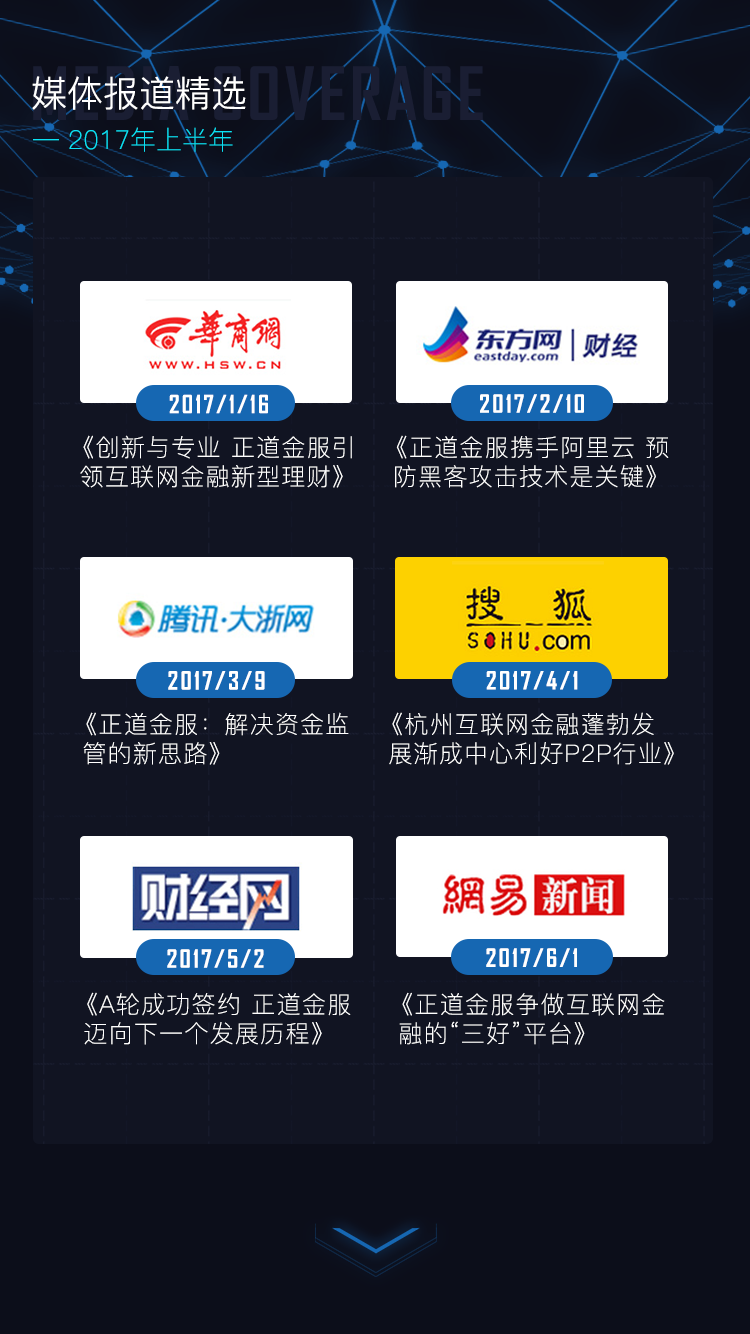 MEDIA COVERAGE
媒体报道精选
— 2017年上半年
華商網
WWW.HSW.CN
2017/1/16
《创新与专业 正道金服引
领互联网金融新型理财》
东方网 | 财经
eastday.com
2017/2/10
《正道金服携手阿里云 预
防黑客攻击技术是关键》
腾讯·大浙网
2017/3/9
《正道金服：解决资金监
管的新思路》
搜狐
SOHU.com
2017/4/1
《杭州互联网金融蓬勃发
展渐成中心利好P2P行业》
财经网
2017/5/2
《A轮成功签约 正道金服
迈向下一个发展历程》
網易新闻
2017/6/1
《正道金服争做互联网金
融的“三好”平台》